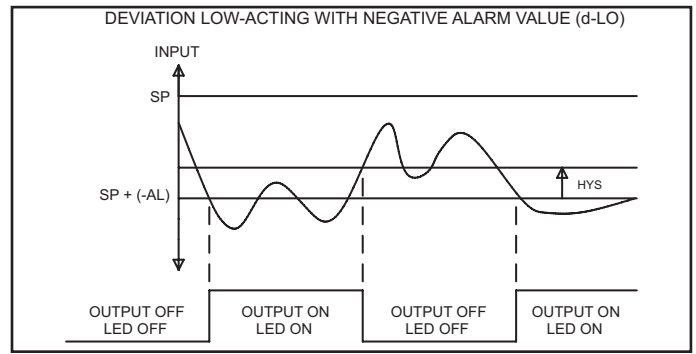 DEVIATION LOW-ACTING WITH NEGATIVE ALARM VALUE (d-LO)
INPUT
SP
SP + (-AL)
HYS
OUTPUT OFF
LED OFF
OUTPUT ON
LED ON
OUTPUT OFF
LED OFF
OUTPUT ON
LED ON